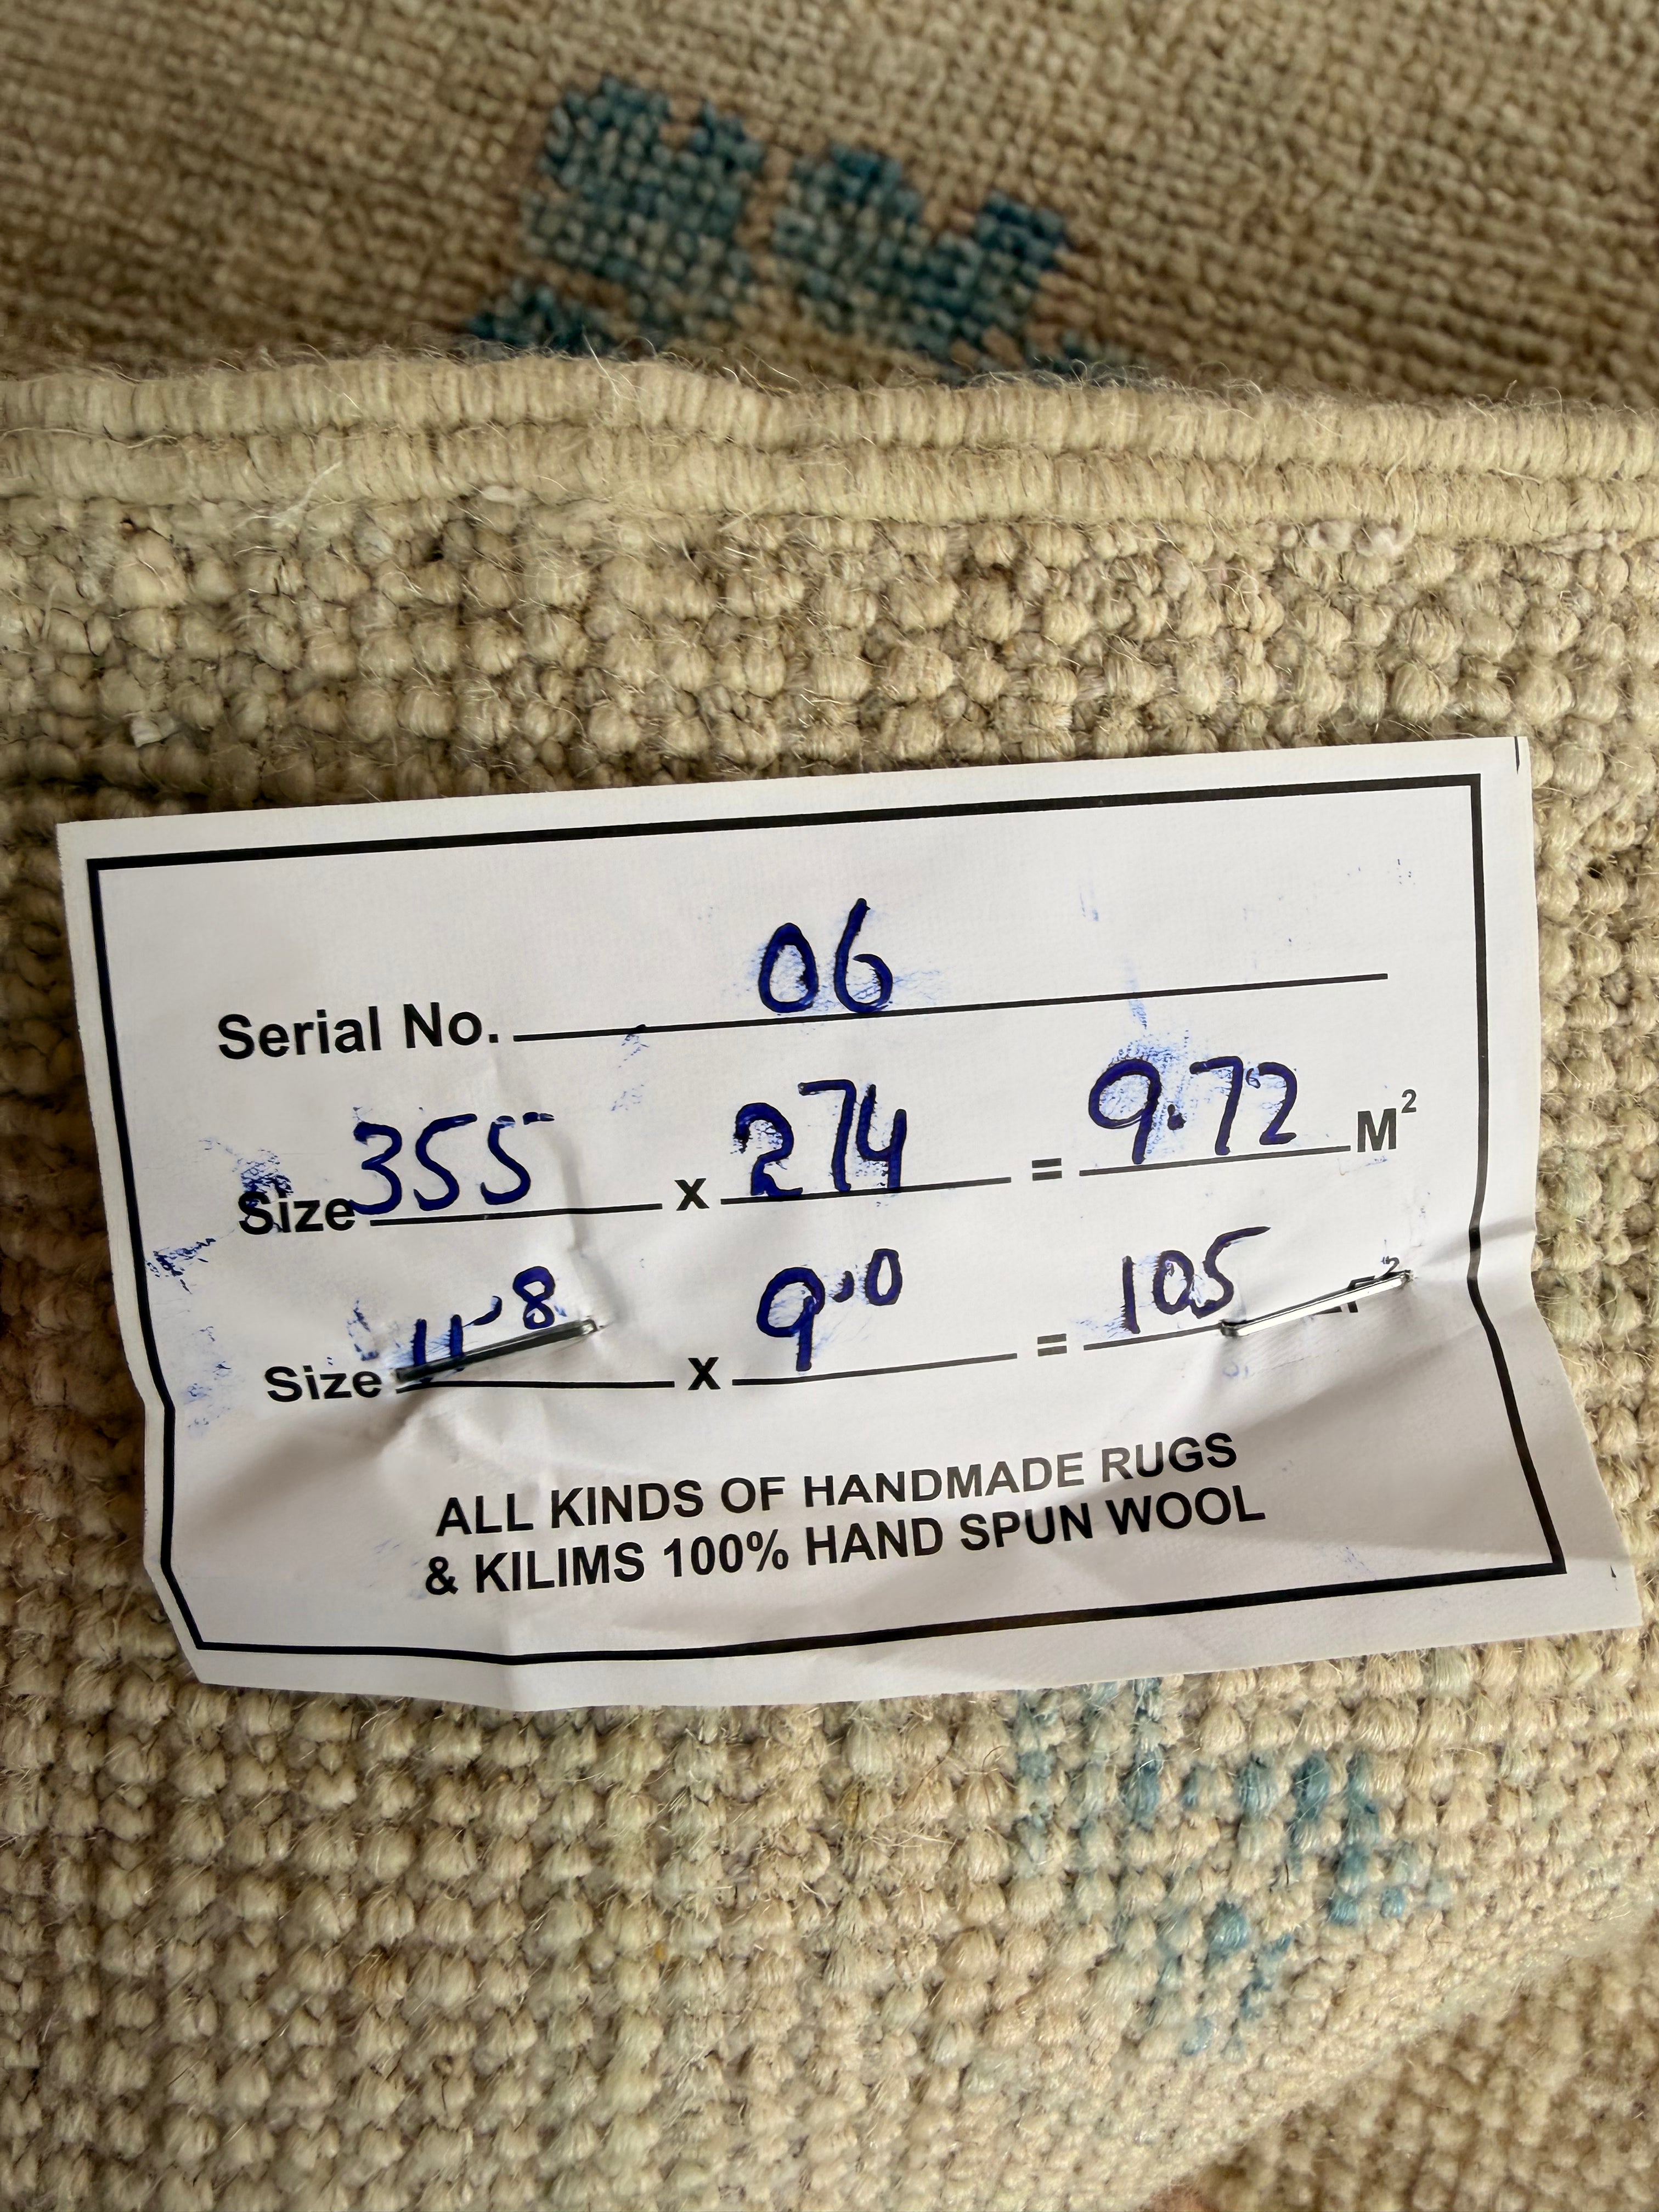 Serial No. 06
Size 355 x 274 = 9.72 M²
Size 11'8 x 9'0 = 105 F²
ALL KINDS OF HANDMADE RUGS
& KILIMS 100% HAND SPUN WOOL